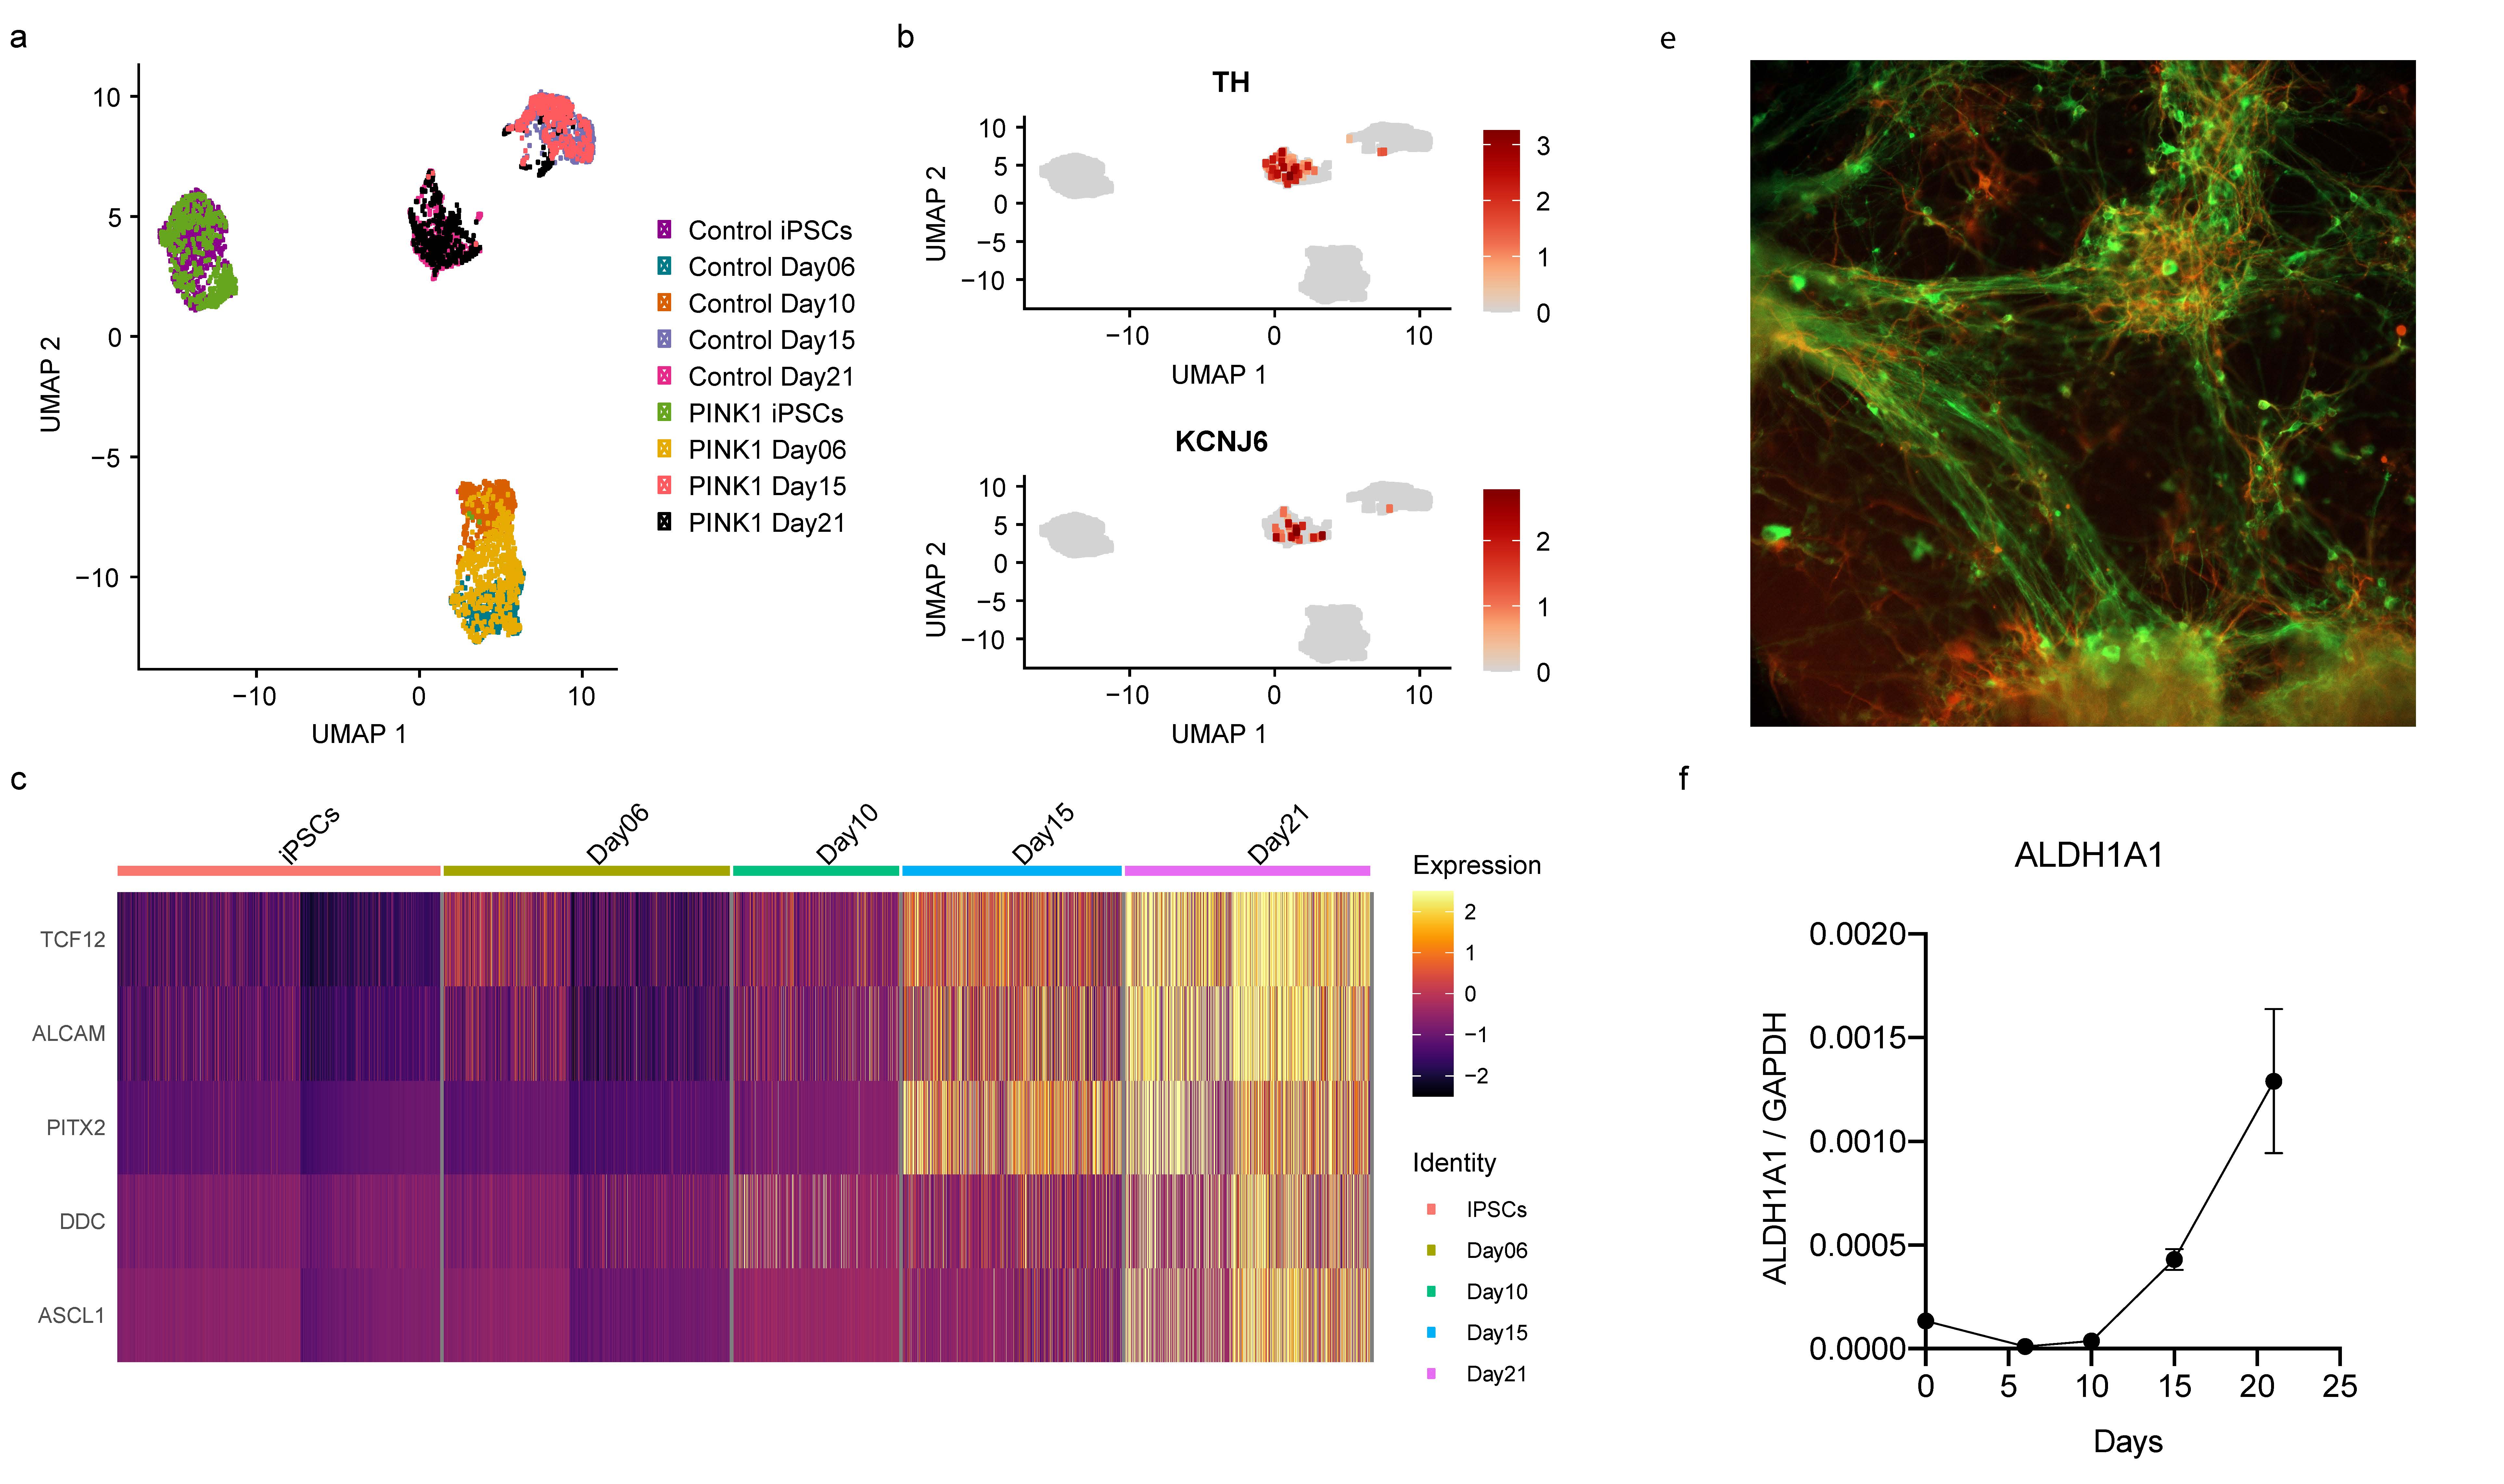 a
10
5
0
−5
−10
UMAP 2
−10
0
10
UMAP 1
Control iPSCs
Control Day06
Control Day10
Control Day15
Control Day21
PINK1 iPSCs
PINK1 Day06
PINK1 Day15
PINK1 Day21
b
TH
10
5
0
−5
−10
UMAP 2
−10
0
10
UMAP 1
3
2
1
0
KCNJ6
10
5
0
−5
−10
UMAP 2
−10
0
10
UMAP 1
2
1
0
e
c
iPSCs
Day06
Day10
Day15
Day21
TCF12
ALCAM
PITX2
DDC
ASCL1
Expression
2
1
0
−1
−2
Identity
IPSCs
Day06
Day10
Day15
Day21
f
ALDH1A1
0.0020
0.0015
0.0010
0.0005
0.0000
ALDH1A1 / GAPDH
0
5
10
15
20
25
Days